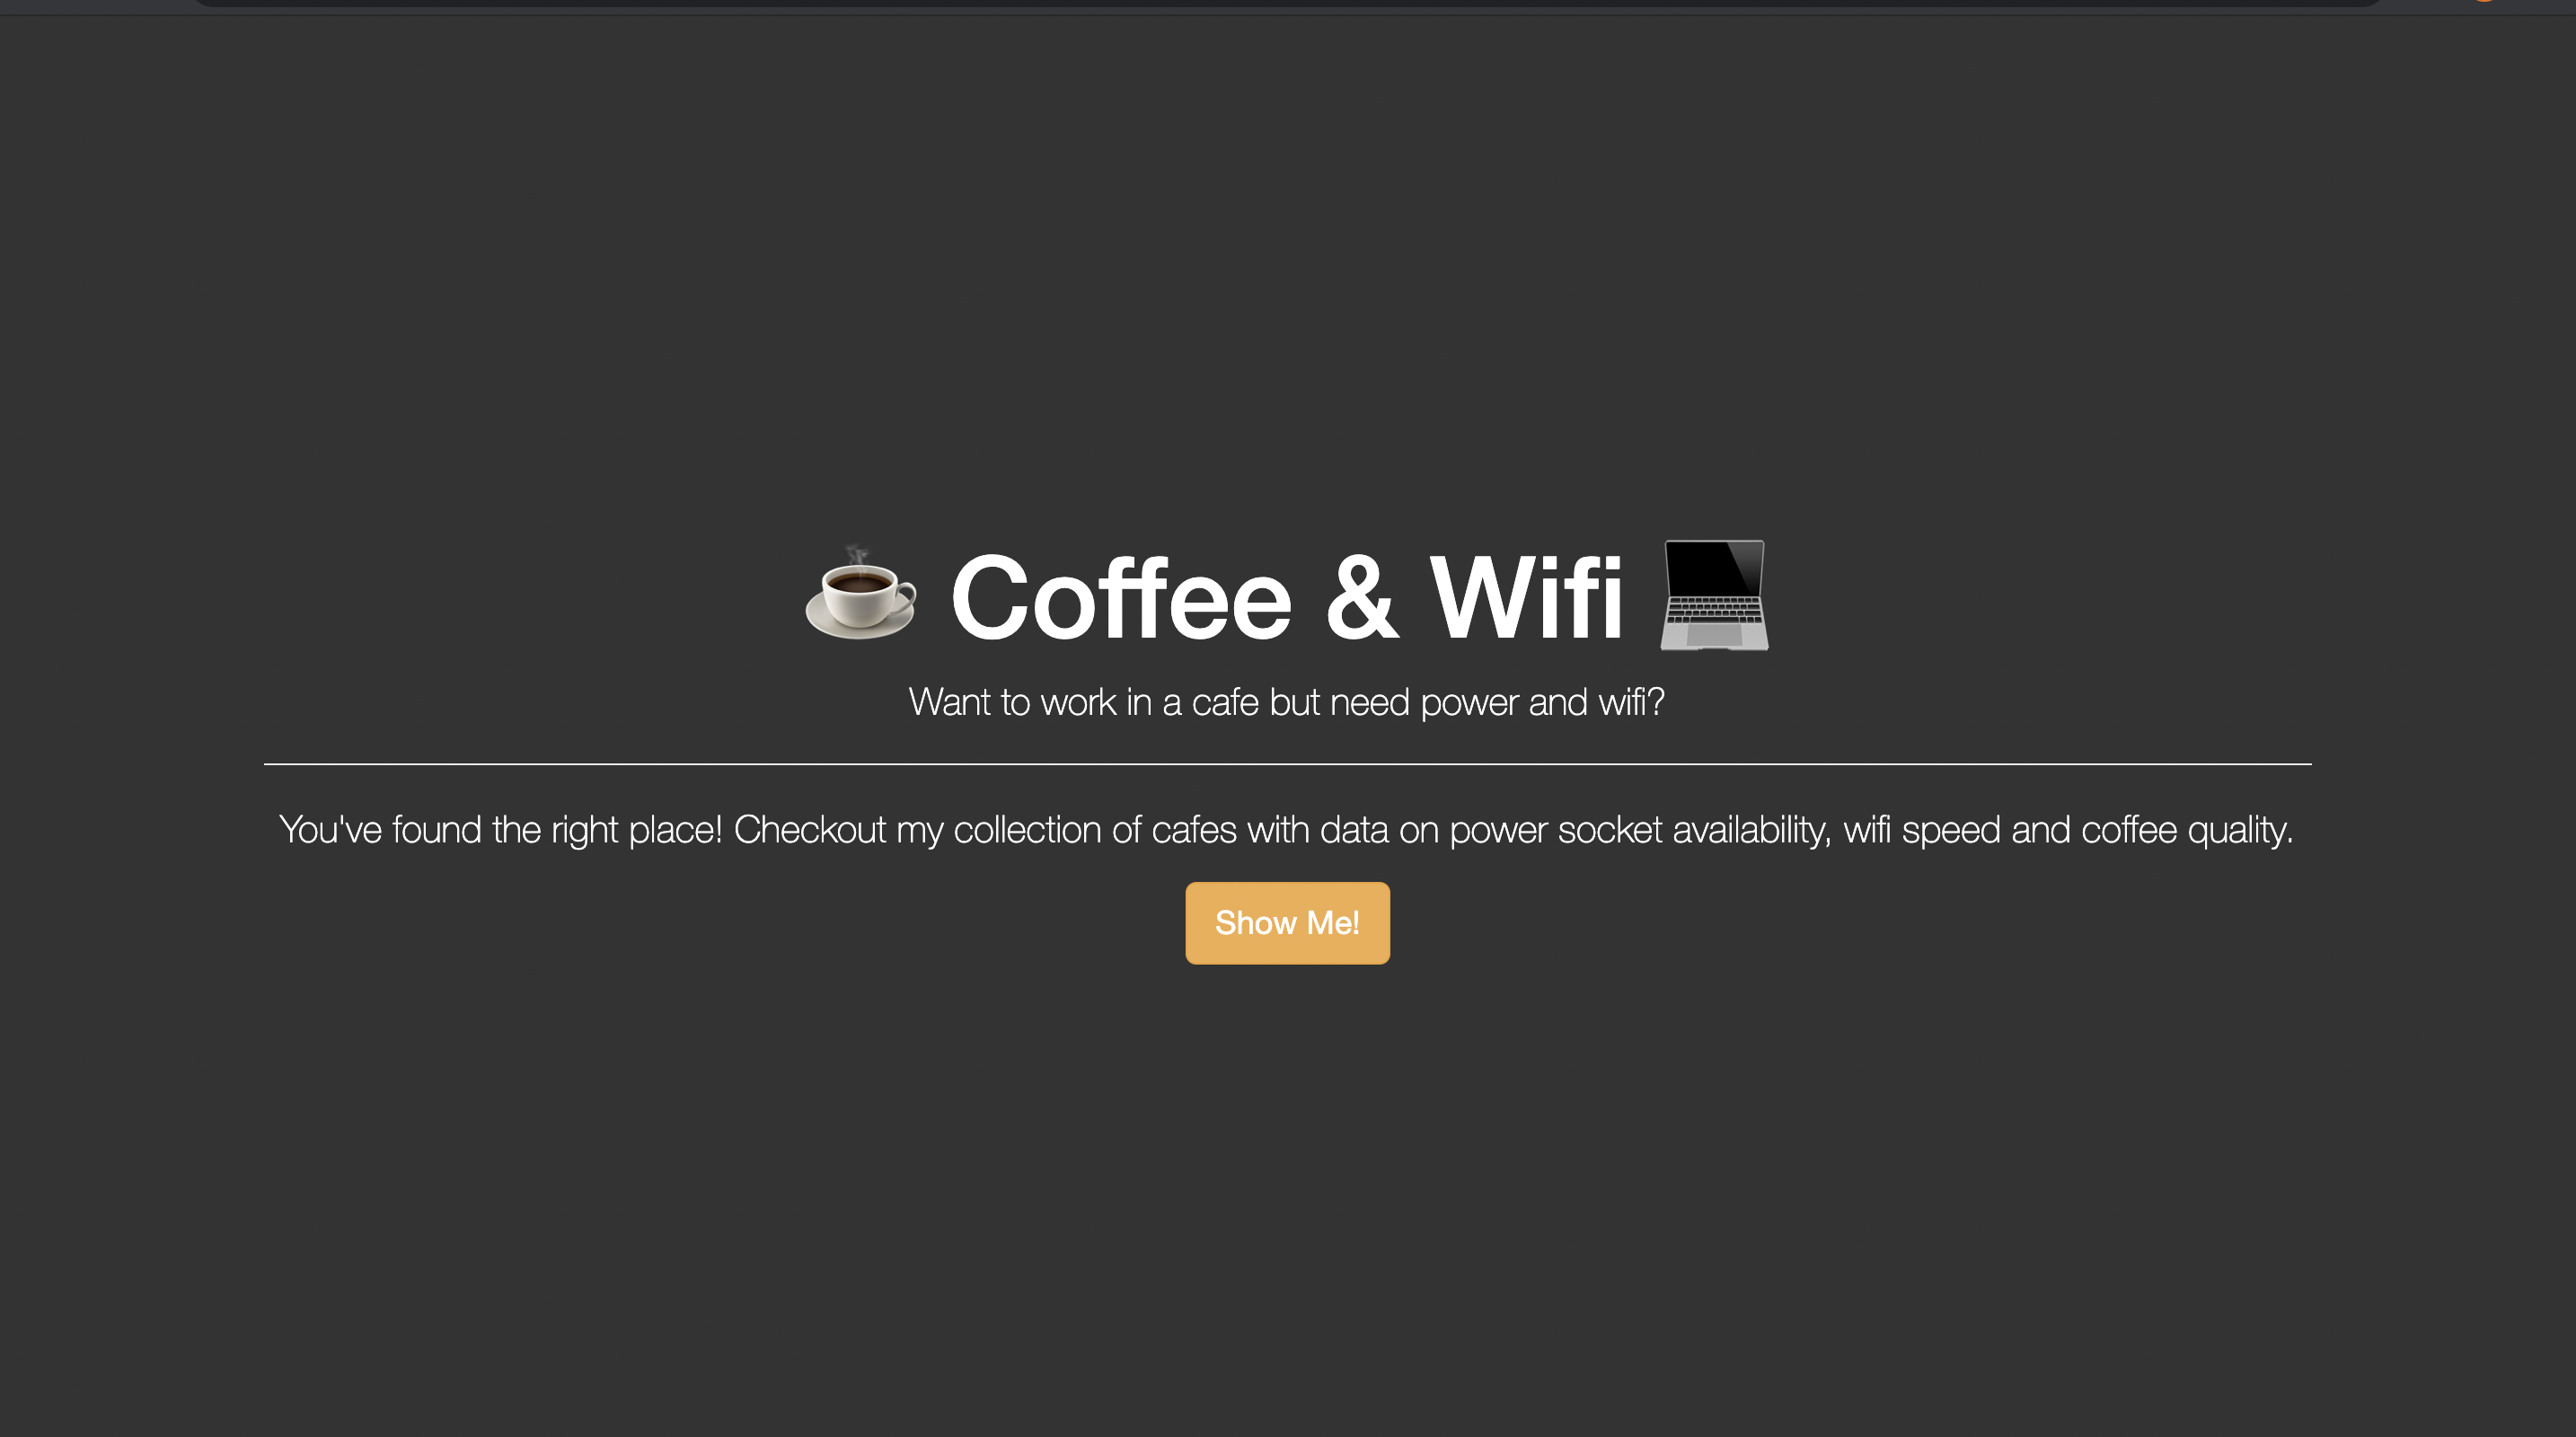 ☕ Coffee & Wifi 💻
Want to work in a cafe but need power and wifi?
You've found the right place! Checkout my collection of cafes with data on power socket availability, wifi speed and coffee quality.
Show Me!